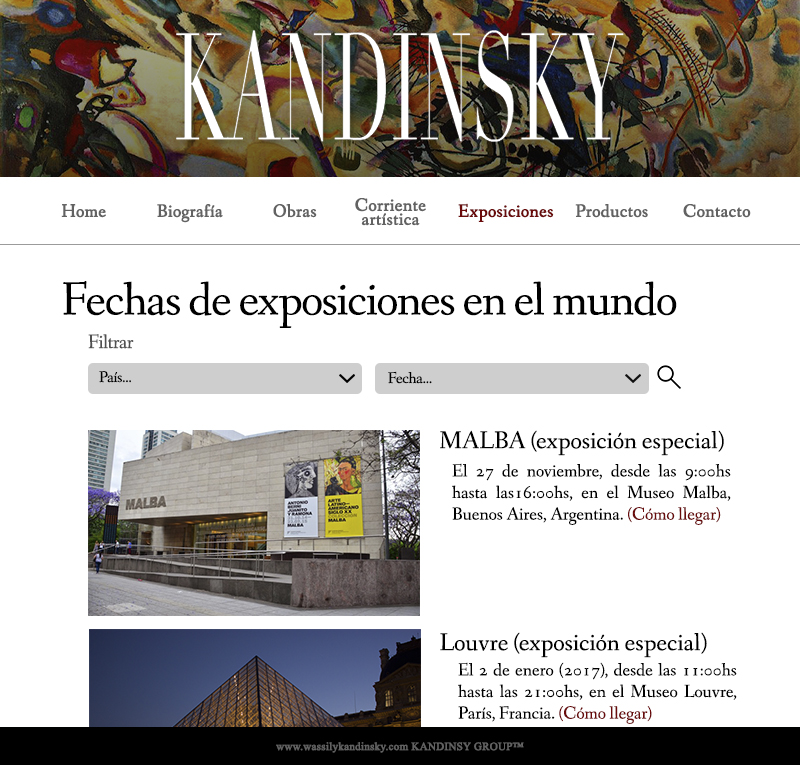 KANDINSKY
Home
Biografía
Obras
Corriente
artística
Exposiciones
Productos
Contacto
Fechas de exposiciones en el mundo
Filtrar
País...
Fecha...
MALBA (exposición especial)
El 27 de noviembre, desde las 9:00hs
hasta las16:00hs, en el Museo Malba,
Buenos Aires, Argentina. (Cómo llegar)
MALBA
ANTONIO
BERNI
JUANITO
Y RAMONA
MALBA
ARTE
LATINO—
AMERICANO
SIGLO XX
MALBA
Louvre (exposición especial)
El 2 de enero (2017), desde las 11:00hs
hasta las 21:00hs, en el Museo Louvre,
París, Francia. (Cómo llegar)
www.wassilykandinsky.com KANDINSY GROUP™